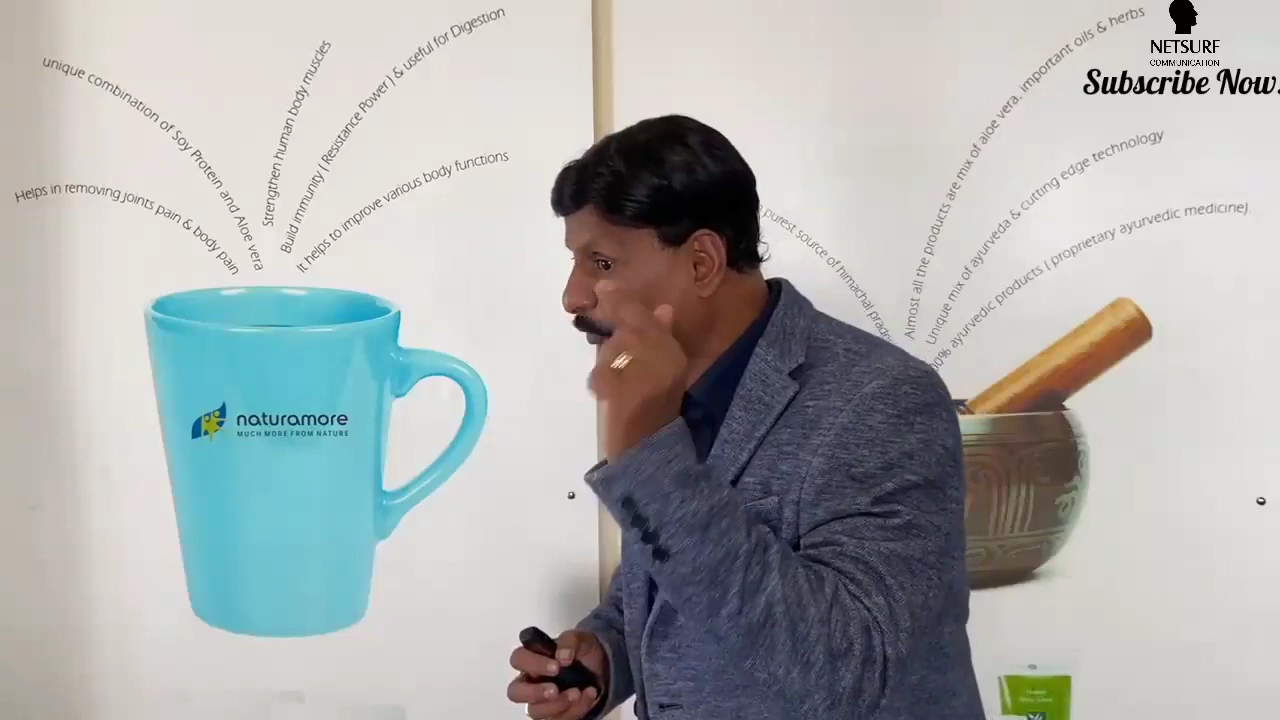 NETSURF
COMMUNICATION
Subscribe Now
unique combination of Soy Protein and Aloe vera
Helps in removing joints pain & body pain
Strengthen human body muscles
Build immunity ( Resistance Power ) & useful for Digestion
It helps to improve various body functions
naturamore
MUCH MORE FROM NATURE
purest source of himachal
Almost all the products are mix of aloe vera, important oils & herbs
Unique mix of ayurveda & cutting edge technology
ayurvedic products ( proprietary ayurvedic medicine).